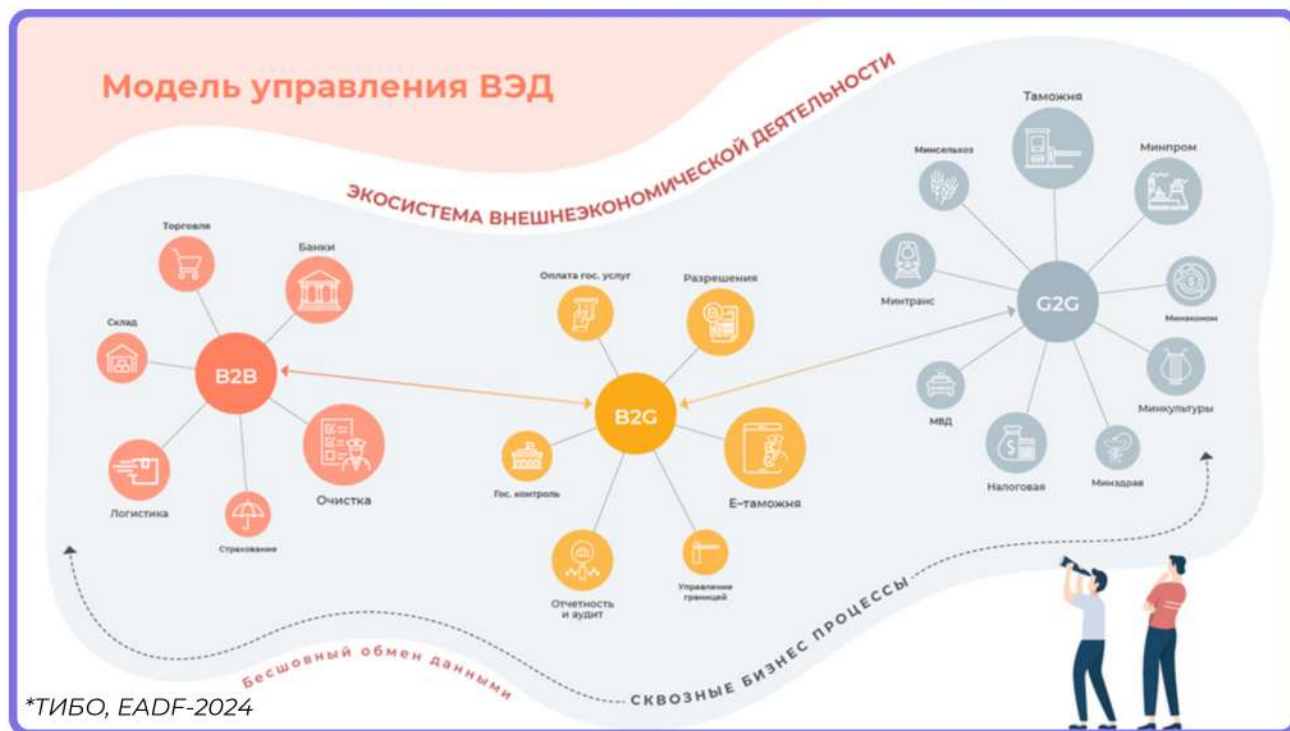 Модель управления ВЭД
ЭКОСИСТЕМА ВНЕШНЕЭКОНОМИЧЕСКОЙ ДЕЯТЕЛЬНОСТИ
Торговля
Банки
Склад
B2B
Логистика
Страхование
Очистка
Оплата гос. услуг
Разрешения
B2G
Гос. контроль
Е-таможня
Отчетность
и аудит
Управление
границей
Таможня
Минсельхоз
Минпром
Минтранс
G2G
Минэконом
МВД
Минкультуры
Налоговая
Минздрав
Бесшовный обмен данными
СКВОЗНЫЕ БИЗНЕС ПРОЦЕССЫ
*ТИБО, EADF-2024